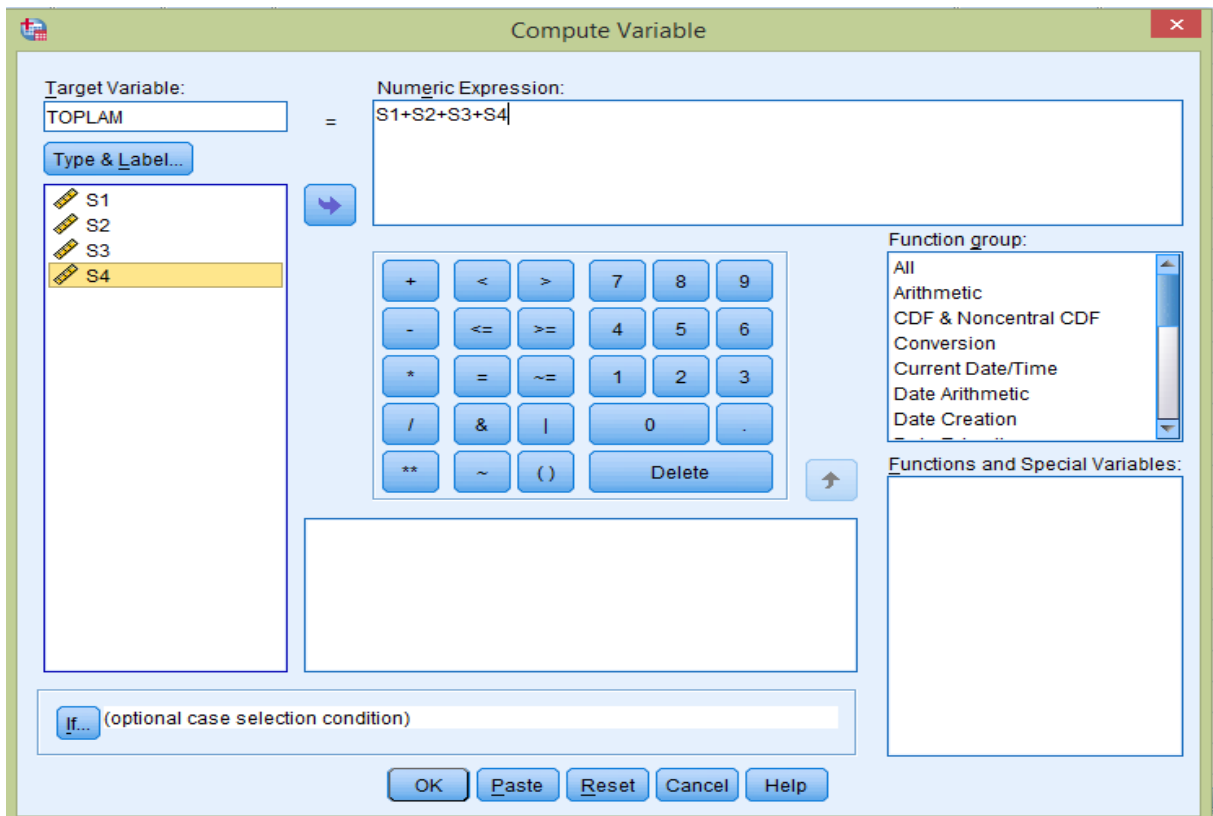 Compute Variable
Target Variable:
TOPLAM
=
Numeric Expression:
S1+S2+S3+S4
Type & Label...
S1
S2
S3
S4
+ < > 7 8 9
- <= >= 4 5 6
* = ~= 1 2 3
/ & | 0 .
** ~ ( ) Delete
Function group:
All
Arithmetic
CDF & Noncentral CDF
Conversion
Current Date/Time
Date Arithmetic
Date Creation
Functions and Special Variables:
If... (optional case selection condition)
OK Paste Reset Cancel Help